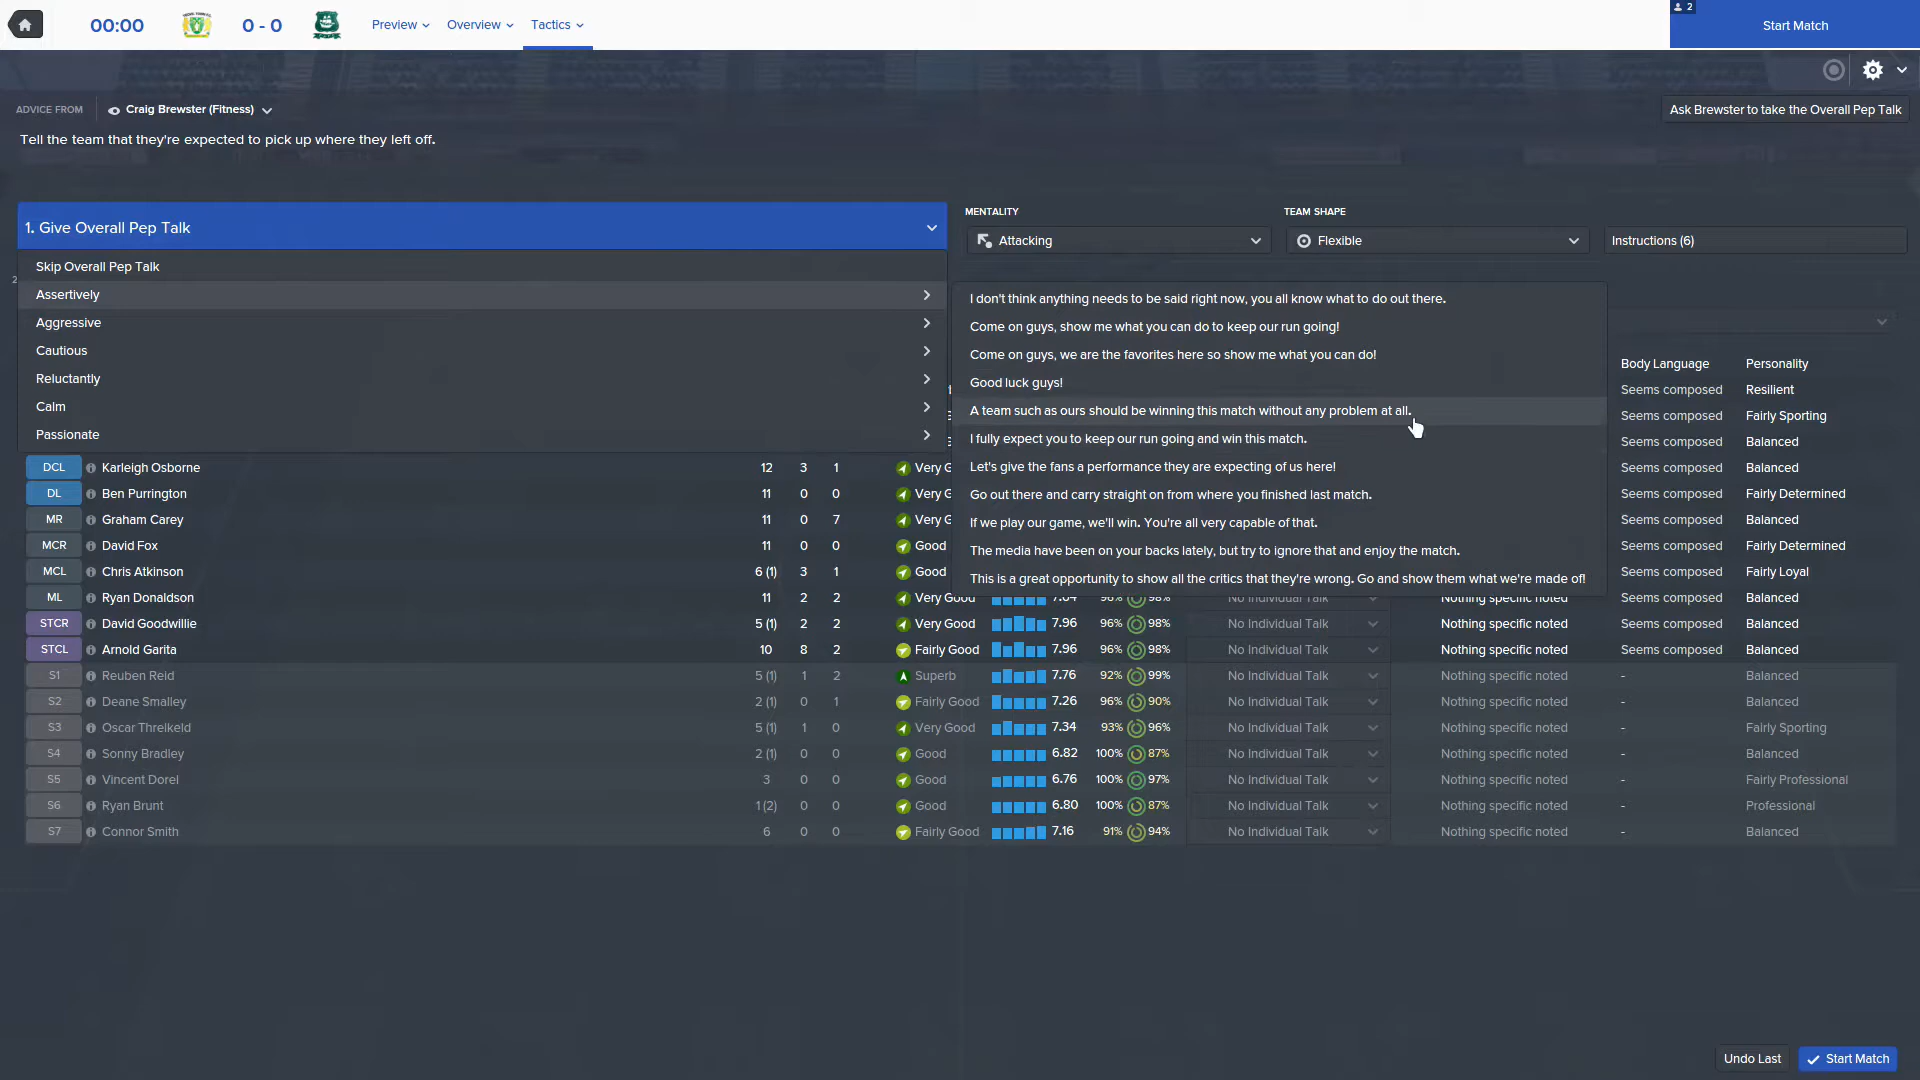 00:00 0 - 0 Preview Overview Tactics 2 Start Match
ADVICE FROM Craig Brewster (Fitness) Ask Brewster to take the Overall Pep Talk
Tell the team that they're expected to pick up where they left off.
MENTALITY TEAM SHAPE
1. Give Overall Pep Talk Attacking Flexible Instructions (6)
Skip Overall Pep Talk
2
Assertively
Aggressive
Cautious
Reluctantly
Calm
Passionate
I don't think anything needs to be said right now, you all know what to do out there.
Come on guys, show me what you can do to keep our run going!
Come on guys, we are the favorites here so show me what you can do!
Good luck guys!
A team such as ours should be winning this match without any problem at all.
I fully expect you to keep our run going and win this match.
Let's give the fans a performance they are expecting of us here!
Go out there and carry straight on from where you finished last match.
If we play our game, we'll win. You're all very capable of that.
The media have been on your backs lately, but try to ignore that and enjoy the match.
This is a great opportunity to show all the critics that they're wrong. Go and show them what we're made of!
Body Language Personality
Seems composed Resilient
Seems composed Fairly Sporting
Seems composed Balanced
DCL Karleigh Osborne 12 3 1 Very G Seems composed Balanced
DL Ben Purrington 11 0 0 Very G Seems composed Fairly Determined
MR Graham Carey 11 0 7 Very G Seems composed Balanced
MCR David Fox 11 0 0 Good Seems composed Fairly Determined
MCL Chris Atkinson 6 (1) 3 1 Good Seems composed Fairly Loyal
ML Ryan Donaldson 11 2 2 Very Good 7.64 96% 98% No Individual Talk Nothing specific noted Seems composed Balanced
STCR David Goodwillie 5 (1) 2 2 Very Good 7.96 96% 98% No Individual Talk Nothing specific noted Seems composed Balanced
STCL Arnold Garita 10 8 2 Fairly Good 7.96 96% 98% No Individual Talk Nothing specific noted Seems composed Balanced
S1 Reuben Reid 5 (1) 1 2 Superb 7.76 92% 99% No Individual Talk Nothing specific noted - Balanced
S2 Deane Smalley 2 (1) 0 1 Fairly Good 7.26 96% 90% No Individual Talk Nothing specific noted - Balanced
S3 Oscar Threlkeld 5 (1) 1 0 Very Good 7.34 93% 96% No Individual Talk Nothing specific noted - Fairly Sporting
S4 Sonny Bradley 2 (1) 0 0 Good 6.82 100% 87% No Individual Talk Nothing specific noted - Balanced
S5 Vincent Dorel 3 0 0 Good 6.76 100% 97% No Individual Talk Nothing specific noted - Fairly Professional
S6 Ryan Brunt 1 (2) 0 0 Good 6.80 100% 87% No Individual Talk Nothing specific noted - Professional
S7 Connor Smith 6 0 0 Fairly Good 7.16 91% 94% No Individual Talk Nothing specific noted - Balanced
Undo Last Start Match